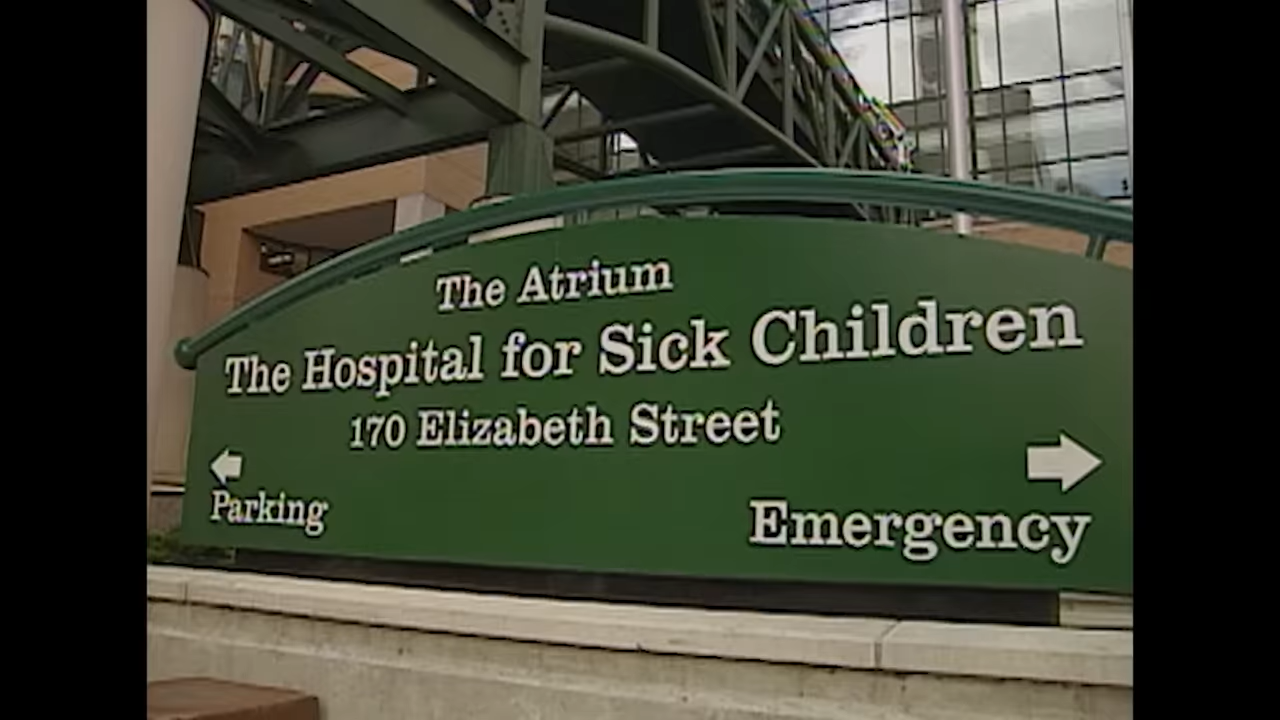 The Atrium
The Hospital for Sick Children
170 Elizabeth Street
Parking
Emergency